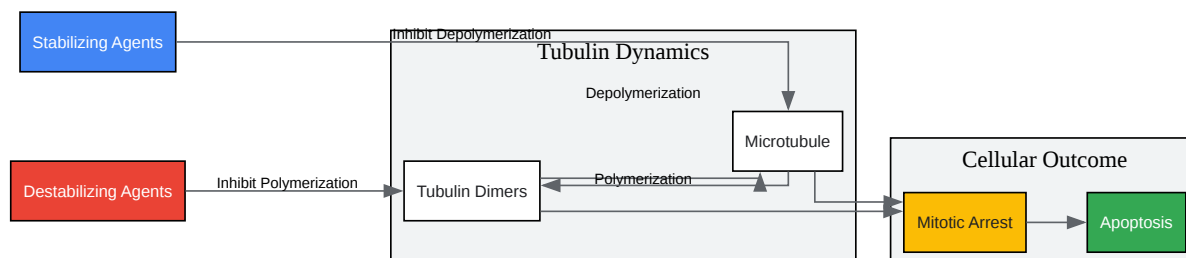 Stabilizing Agents
Inhibit Depolymerization
Tubulin Dynamics
Depolymerization
Microtubule
Destabilizing Agents
Inhibit Polymerization
Tubulin Dimers
Polymerization
Cellular Outcome
Mitotic Arrest
Apoptosis